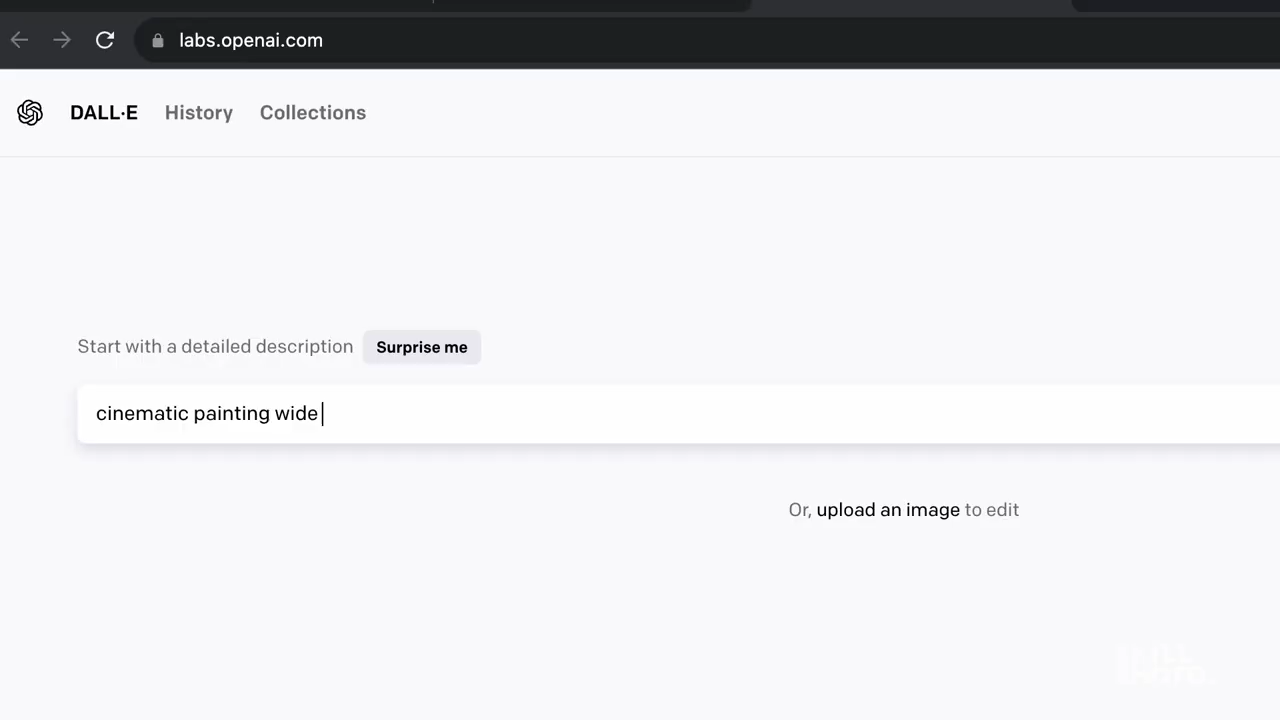 labs.openai.com
DALL·E History Collections
Start with a detailed description Surprise me
cinematic painting wide
Or, upload an image to edit